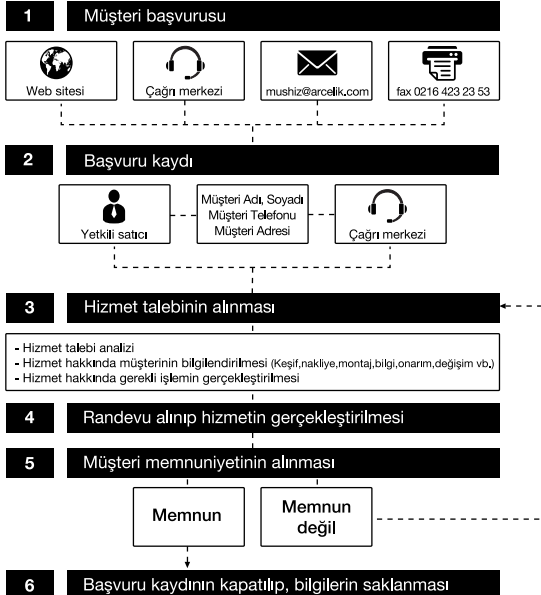 1 Müşteri başvurusu
Web sitesi
Çağrı merkezi
mushiz@arcelik.com
fax 0216 423 23 53
2 Başvuru kaydı
Yetkili satıcı
Müşteri Adı, Soyadı
Müşteri Telefonu
Müşteri Adresi
Çağrı merkezi
3 Hizmet talebinin alınması
- Hizmet talebi analizi
- Hizmet hakkında müşterinin bilgilendirilmesi (Keşif,nakliye,montaj,bilgi,onarım,değişim vb.)
- Hizmet hakkında gerekli işlemin gerçekleştirilmesi
4 Randevu alınıp hizmetin gerçekleştirilmesi
5 Müşteri memnuniyetinin alınması
Memnun
Memnun
değil
6 Başvuru kaydının kapatılıp, bilgilerin saklanması